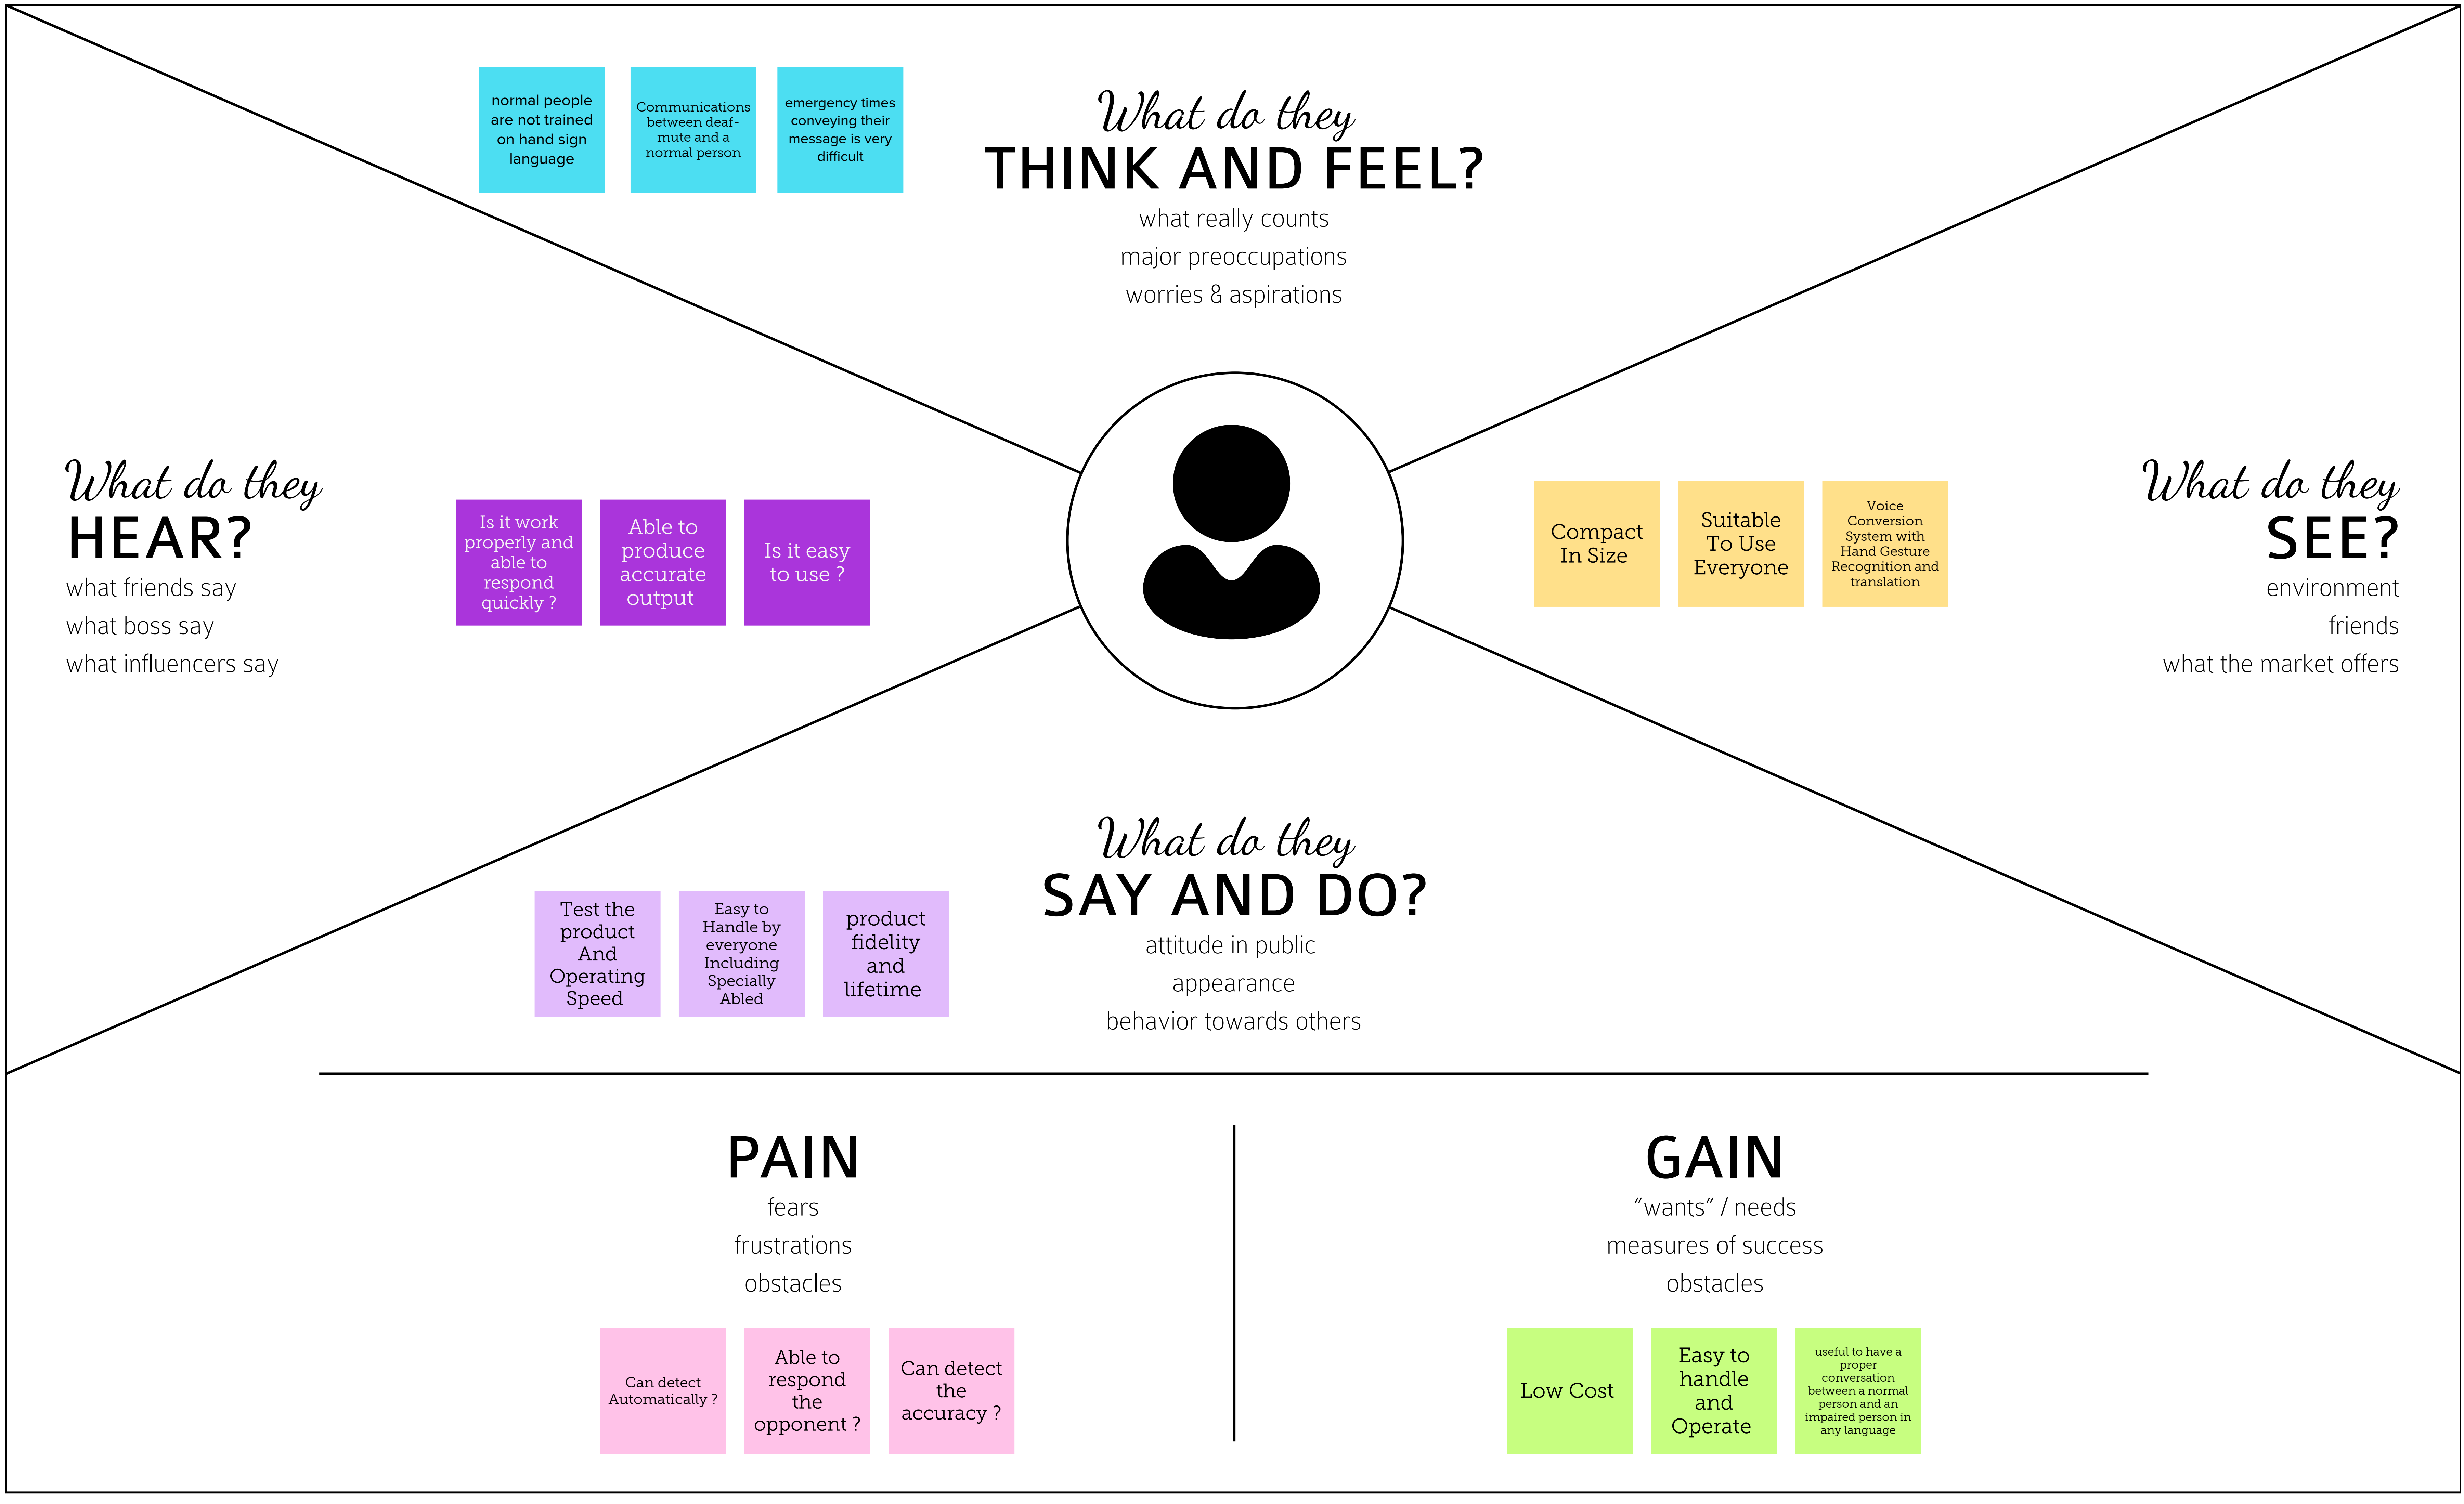 normal people
are not trained
on hand sign
language
Communications
between deaf-
mute and a
normal person
emergency times
conveying their
message is very
difficult
What do they
THINK AND FEEL?
what really counts
major preoccupations
worries & aspirations
What do they
HEAR?
what friends say
what boss say
what influencers say
Is it work
properly and
able to
respond
quickly ?
Able to
produce
accurate
output
Is it easy
to use ?
Compact
In Size
Suitable
To Use
Everyone
Voice
Conversion
System with
Hand Gesture
Recognition and
translation
What do they
SEE?
environment
friends
what the market offers
What do they
SAY AND DO?
attitude in public
appearance
behavior towards others
Test the
product
And
Operating
Speed
Easy to
Handle by
everyone
Including
Specially
Abled
product
fidelity
and
lifetime
PAIN
fears
frustrations
obstacles
Can detect
Automatically ?
Able to
respond
the
opponent ?
Can detect
the
accuracy ?
GAIN
“wants” / needs
measures of success
obstacles
Low Cost
Easy to
handle
and
Operate
useful to have a
proper
conversation
between a normal
person and an
impaired person in
any language